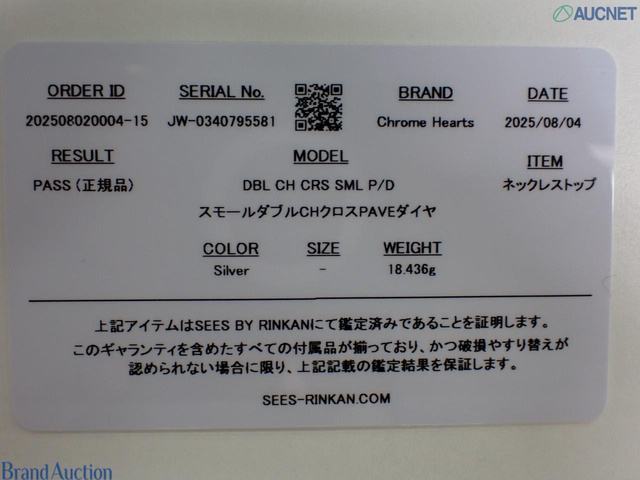 AUCNET
ORDER ID SERIAL No. BRAND DATE
202508020004-15 JW-0340795581 Chrome Hearts 2025/08/04
RESULT MODEL ITEM
PASS (正規品) DBL CH CRS SML P/D ネックレストップ
スモールダブルCHクロスPAVEダイヤ
COLOR SIZE WEIGHT
Silver - 18.436g
上記アイテムはSEES BY RINKANにて鑑定済みであることを証明します。
このギャランティを含めたすべての付属品が揃っており、かつ破損やすり替えが
認められない場合に限り、上記記載の鑑定結果を保証します。
SEES-RINKAN.COM
BrandAuction